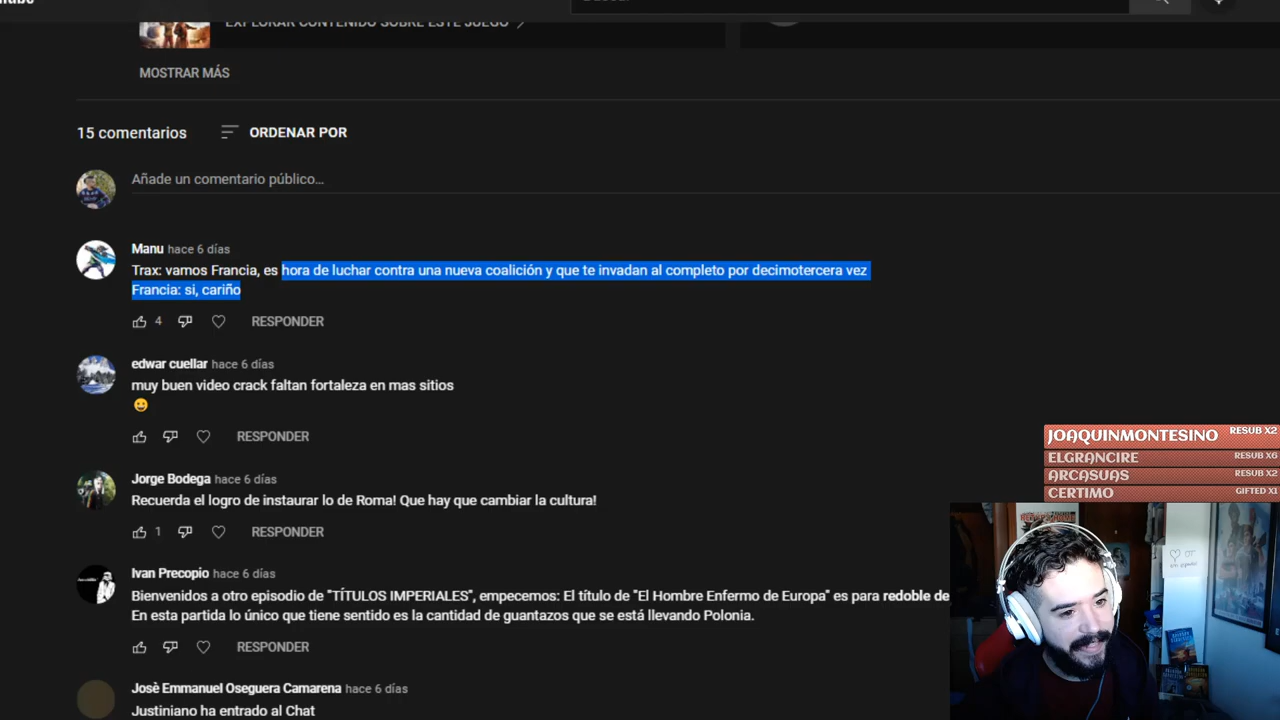 EXPLORAR CONTENIDO SOBRE ESTE JUEGO
MOSTRAR MÁS
15 comentarios
ORDENAR POR
Añade un comentario público...
Manu hace 6 días
Trax: vamos Francia, es hora de luchar contra una nueva coalición y que te invadan al completo por decimotercera vez
Francia: si, cariño
4
RESPONDER
edwar cuellar hace 6 días
muy buen video crack faltan fortaleza en mas sitios
RESPONDER
Jorge Bodega hace 6 días
Recuerda el logro de instaurar lo de Roma! Que hay que cambiar la cultura!
1
RESPONDER
Ivan Precopio hace 6 días
Bienvenidos a otro episodio de "TÍTULOS IMPERIALES", empecemos: El título de "El Hombre Enfermo de Europa" es para redoble de
En esta partida lo único que tiene sentido es la cantidad de guantazos que se está llevando Polonia.
RESPONDER
Josè Emmanuel Oseguera Camarena hace 6 días
Justiniano ha entrado al Chat
JOAQUINMONTESINO RESUB X2
ELGRANCIRE RESUB X6
ARCASUAS RESUB X2
CERTIMO GIFTED X1